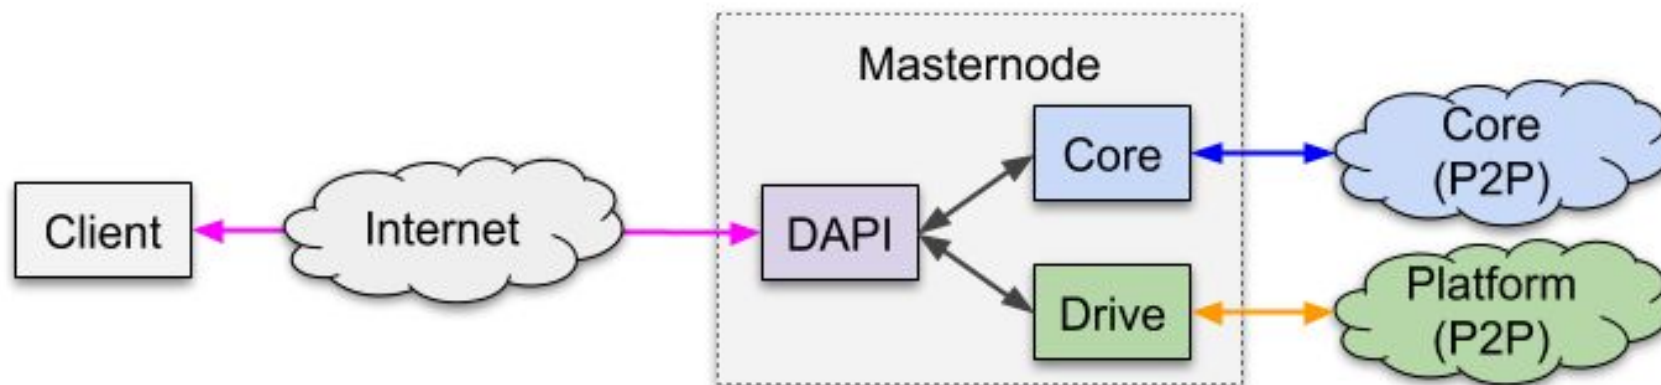 Masternode
Client
Internet
DAPI
Core
Core
(P2P)
Drive
Platform
(P2P)